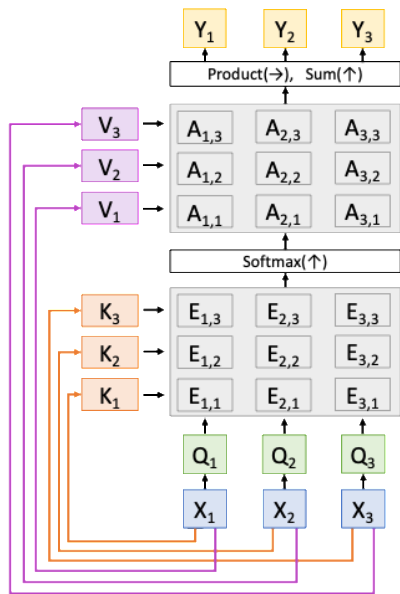 Y1 Y2 Y3
Product(→), Sum(↑)
V3 A1,3 A2,3 A3,3
V2 A1,2 A2,2 A3,2
V1 A1,1 A2,1 A3,1
Softmax(↑)
K3 E1,3 E2,3 E3,3
K2 E1,2 E2,2 E3,2
K1 E1,1 E2,1 E3,1
Q1 Q2 Q3
X1 X2 X3